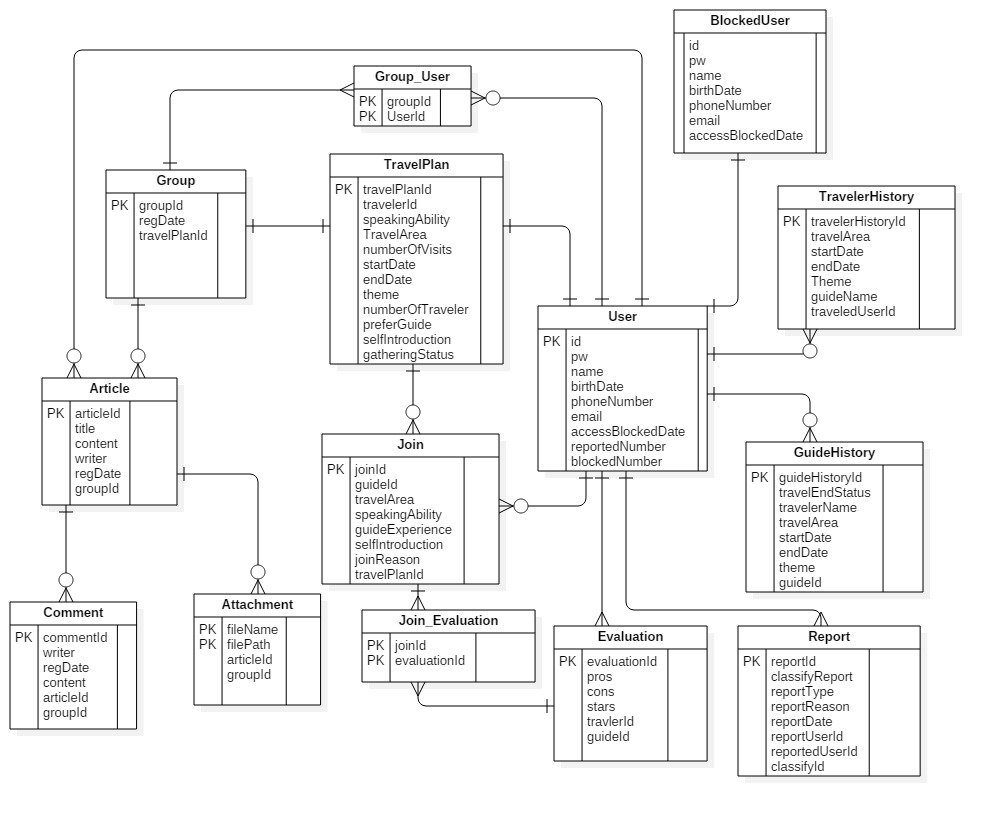 BlockedUser
id
pw
name
birthDate
phoneNumber
email
accessBlockedDate
Group_User
PK groupId
PK UserId
TravelPlan
PK travelPlanId
travelerId
speakingAbility
TravelArea
numberOfVisits
startDate
endDate
theme
numberOfTraveler
preferGuide
selfIntroduction
gatheringStatus
Group
PK groupId
regDate
travelPlanId
TravelerHistory
PK travelerHistoryId
travelArea
startDate
endDate
Theme
guideName
traveledUserId
User
PK id
pw
name
birthDate
phoneNumber
email
accessBlockedDate
reportedNumber
blockedNumber
Article
PK articleId
title
content
writer
regDate
groupId
Join
PK joinId
guideId
travelArea
speakingAbility
guideExperience
selfIntroduction
joinReason
travelPlanId
GuideHistory
PK guideHistoryId
travelEndStatus
travelerName
travelArea
startDate
endDate
theme
guideId
Comment
PK commentId
writer
regDate
content
articleId
groupId
Attachment
PK fileName
PK filePath
articleId
groupId
Join_Evaluation
PK joinId
PK evaluationId
Evaluation
PK evaluationId
pros
cons
stars
travlerId
guideId
Report
PK reportId
classifyReport
reportType
reportReason
reportDate
reportUserId
reportedUserId
classifyId